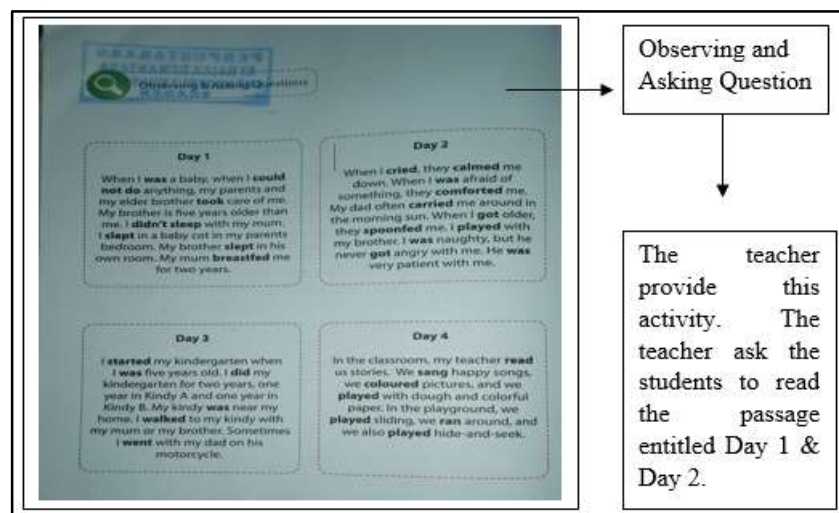 PERPUSTAKAAN
Observing & Asking Questions
Day 1
When I was a baby, when I could
not do anything, my parents and
my elder brother took care of me.
My brother is five years older than
me. I didn't sleep with my mum.
I slept in a baby cot in my parents
bedroom. My brother slept in his
own room. My mum breastfed me
for two years.
Day 2
When I cried, they calmed me
down. When I was afraid of
something, they comforted me.
My dad often carried me around in
the morning sun. When I got older,
they spoonfed me. I played with
my brother. I was naughty, but he
never got angry with me. He was
very patient with me.
Day 3
I started my kindergarten when
I was five years old. I did my
kindergarten for two years, one
year in Kindy A and one year in
Kindy B. My kindy was near my
home. I walked to my kindy with
my mum or my brother. Sometimes
I went with my dad on his
motorcycle.
Day 4
In the classroom, my teacher read
us stories. We sang happy songs,
we coloured pictures, and we
played with dough and colorful
paper. In the playground, we
played sliding, we ran around, and
we also played hide-and-seek.
Observing and
Asking Question
The teacher
provide this
activity. The
teacher ask the
students to read
the passage
entitled Day 1 &
Day 2.